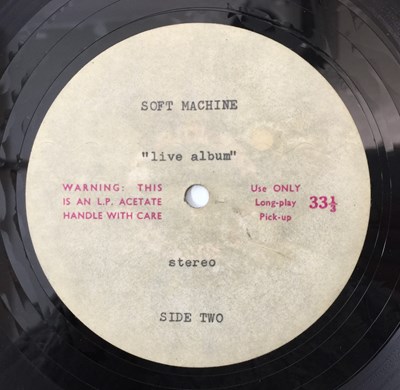 SOFT MACHINE
"live album"
WARNING: THIS
IS AN L.P. ACETATE
HANDLE WITH CARE
Use ONLY
Long-play
Pick-up
33⅓
stereo
SIDE TWO